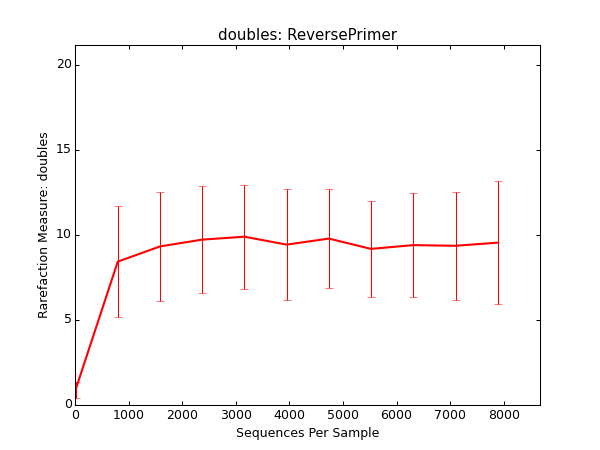 doubles: ReversePrimer
20
15
10
5
0
Rarefaction Measure: doubles
0 1000 2000 3000 4000 5000 6000 7000 8000
Sequences Per Sample